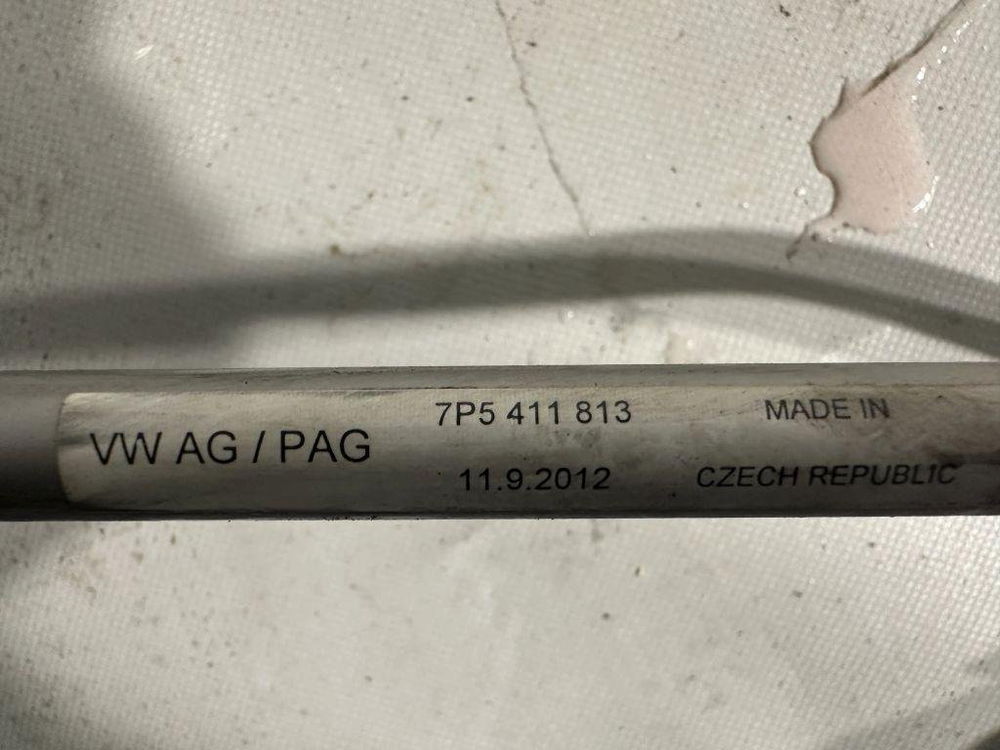 VW AG / PAG
7P5 411 813
11.9.2012
MADE IN
CZECH REPUBLIC